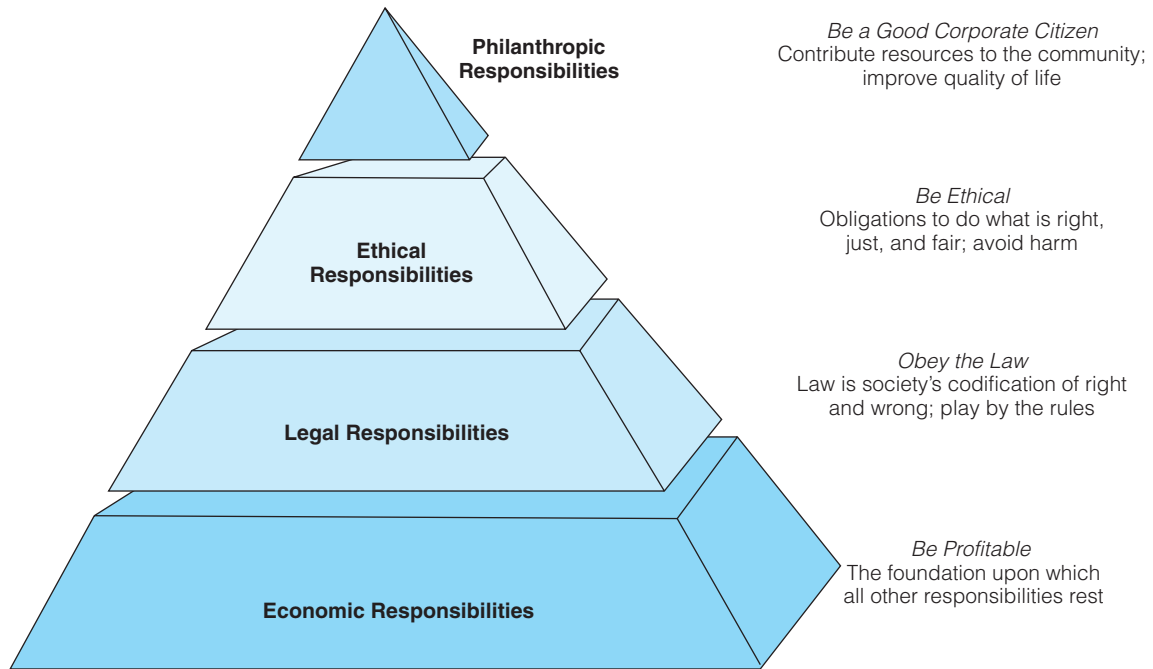 Philanthropic
Responsibilities
Be a Good Corporate Citizen
Contribute resources to the community;
improve quality of life
Ethical
Responsibilities
Be Ethical
Obligations to do what is right,
just, and fair; avoid harm
Legal Responsibilities
Obey the Law
Law is society’s codification of right
and wrong; play by the rules
Economic Responsibilities
Be Profitable
The foundation upon which
all other responsibilities rest